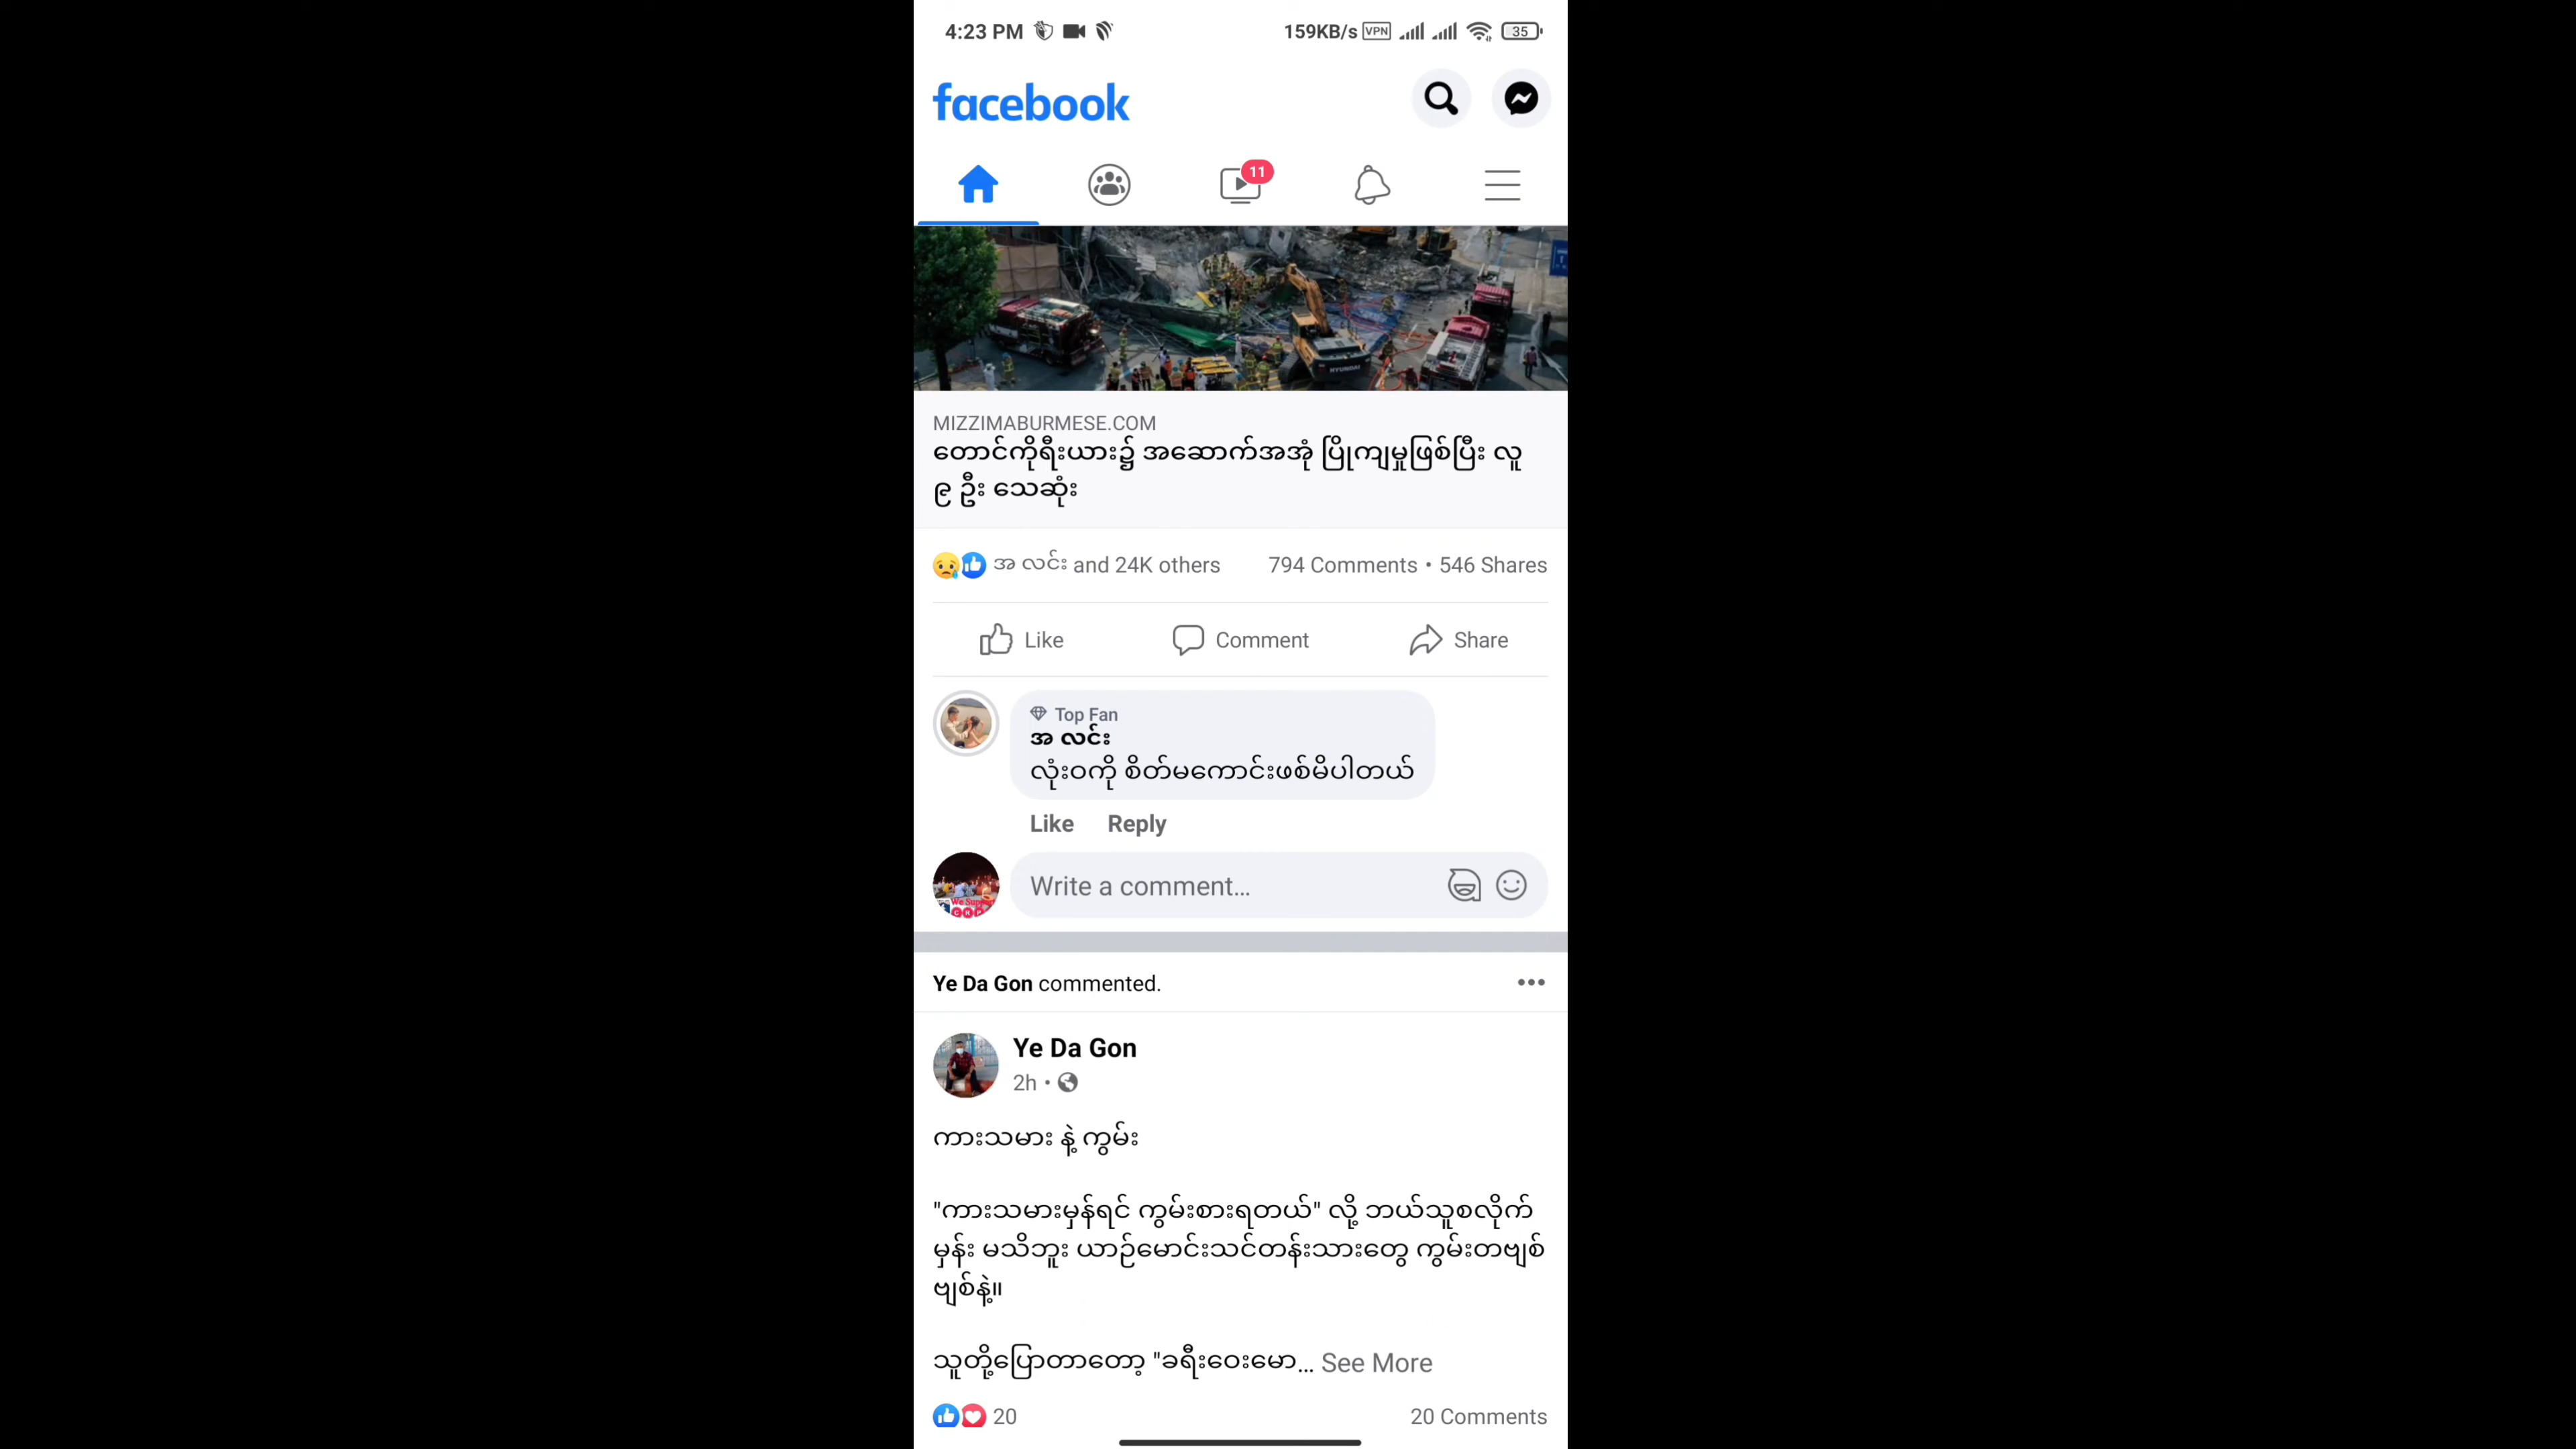 4:23 PM 159KB/s VPN 35
facebook
11
HYUNDAI
MIZZIMABURMESE.COM
တောင်ကိုရီးယား၌ အဆောက်အအုံ ပြိုကျမှုဖြစ်ပြီး လူ
၉ ဦး သေဆုံး
အ လင်း and 24K others 794 Comments • 546 Shares
Like Comment Share
Top Fan
အ လင်း
လုံးဝကို စိတ်မကောင်းဖစ်မိပါတယ်
Like Reply
We Support
Write a comment...
Ye Da Gon commented.
Ye Da Gon
2h
ကားသမား နဲ့ ကွမ်း
"ကားသမားမှန်ရင် ကွမ်းစားရတယ်" လို့ ဘယ်သူစလိုက်
မှန်း မသိဘူး ယာဉ်မောင်းသင်တန်းသားတွေ ကွမ်းတဗျစ်
ဗျစ်နဲ့။
သူတို့ပြောတာတော့ "ခရီးဝေးမော... See More
20 20 Comments